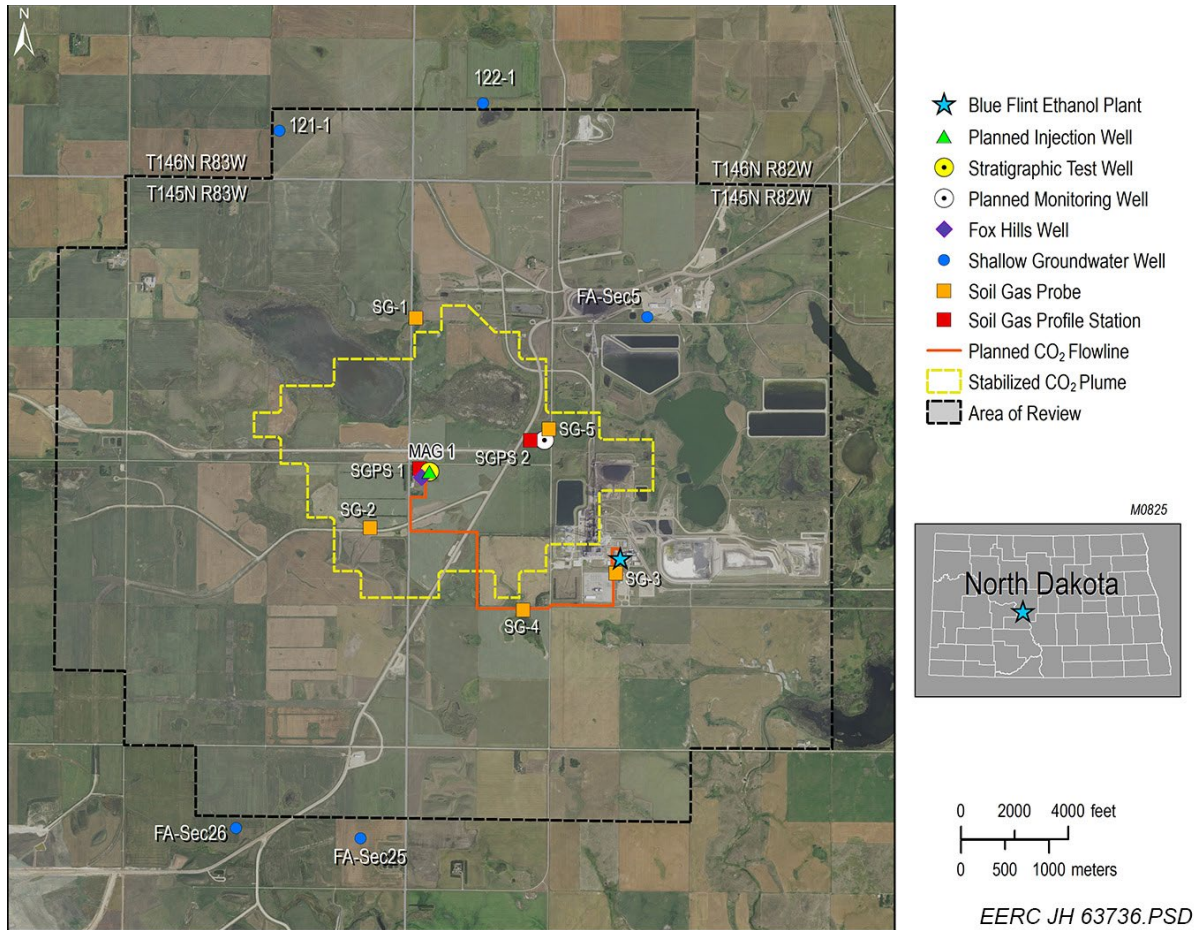 N
122-1
121-1
T146N R83W
T145N R83W
T146N R82W
T145N R82W
SG-1
FA-Sec5
SG-5
SGPS 2
MAG 1
SGPS 1
SG-2
SG-3
SG-4
FA-Sec26
FA-Sec25
Blue Flint Ethanol Plant
Planned Injection Well
Stratigraphic Test Well
Planned Monitoring Well
Fox Hills Well
Shallow Groundwater Well
Soil Gas Probe
Soil Gas Profile Station
Planned CO₂ Flowline
Stabilized CO₂ Plume
Area of Review
M0825
North Dakota
0 2000 4000 feet
0 500 1000 meters
EERC JH 63736.PSD